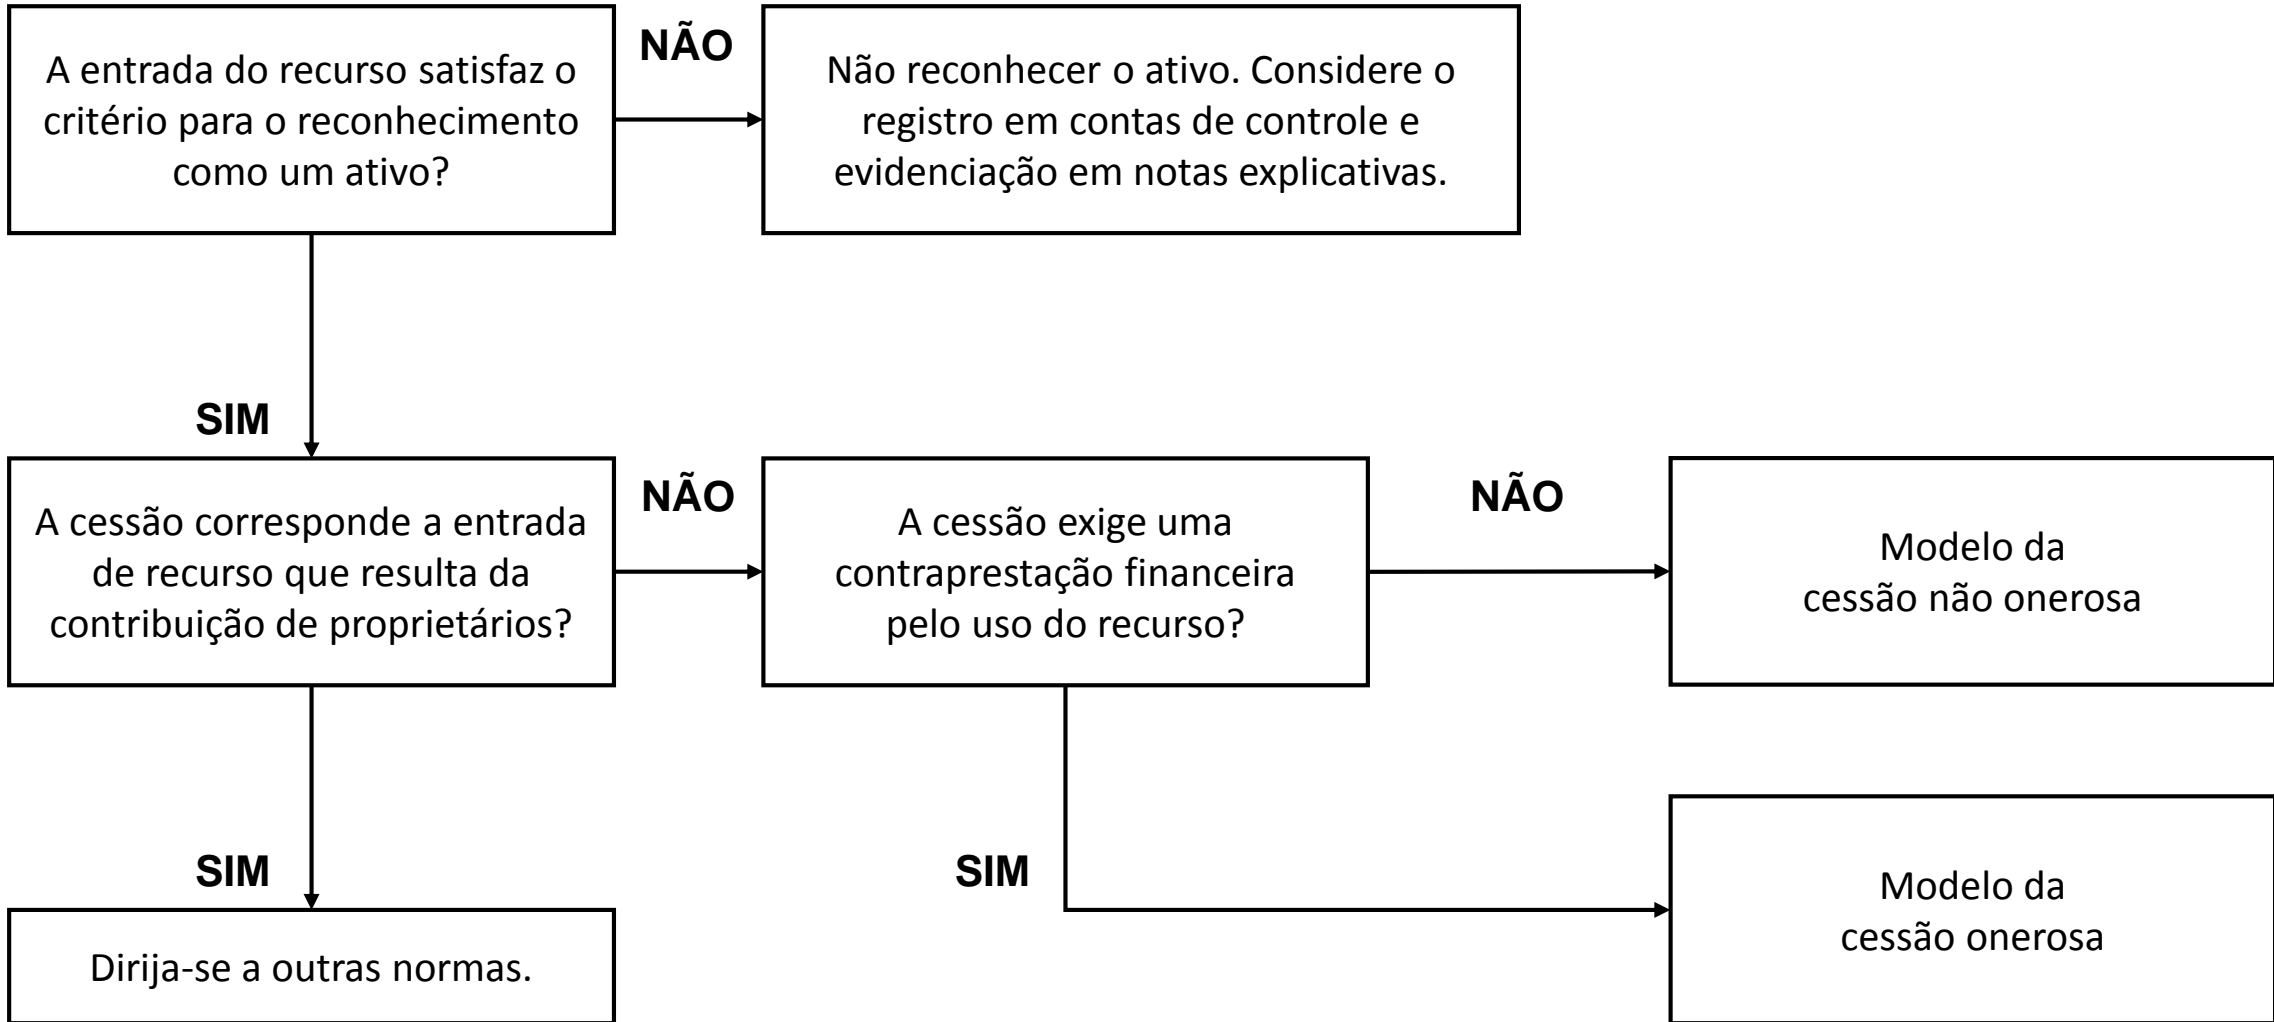 A entrada do recurso satisfaz o
critério para o reconhecimento
como um ativo?
NÃO
Não reconhecer o ativo. Considere o
registro em contas de controle e
evidenciação em notas explicativas.
SIM
A cessão corresponde a entrada
de recurso que resulta da
contribuição de proprietários?
NÃO
A cessão exige uma
contraprestação financeira
pelo uso do recurso?
NÃO
Modelo da
cessão não onerosa
SIM
Dirija-se a outras normas.
SIM
Modelo da
cessão onerosa